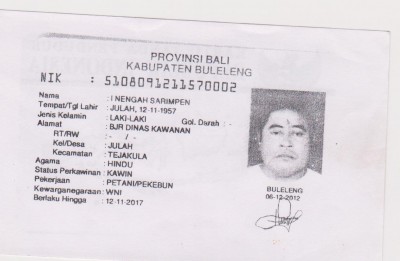 PROVINSI BALI
KABUPATEN BULELENG
NIK : 5108091211570002
Nama : I NENGAH SARIMPEN
Tempat/Tgl Lahir : JULAH, 12-11-1957
Jenis Kelamin : LAKI-LAKI Gol. Darah : -
Alamat : BJR DINAS KAWANAN
RT/RW : - / -
Kel/Desa : JULAH
Kecamatan : TEJAKULA
Agama : HINDU
Status Perkawinan : KAWIN
Pekerjaan : PETANI/PEKEBUN
Kewarganegaraan : WNI
Berlaku Hingga : 12-11-2017
BULELENG
06-12-2012